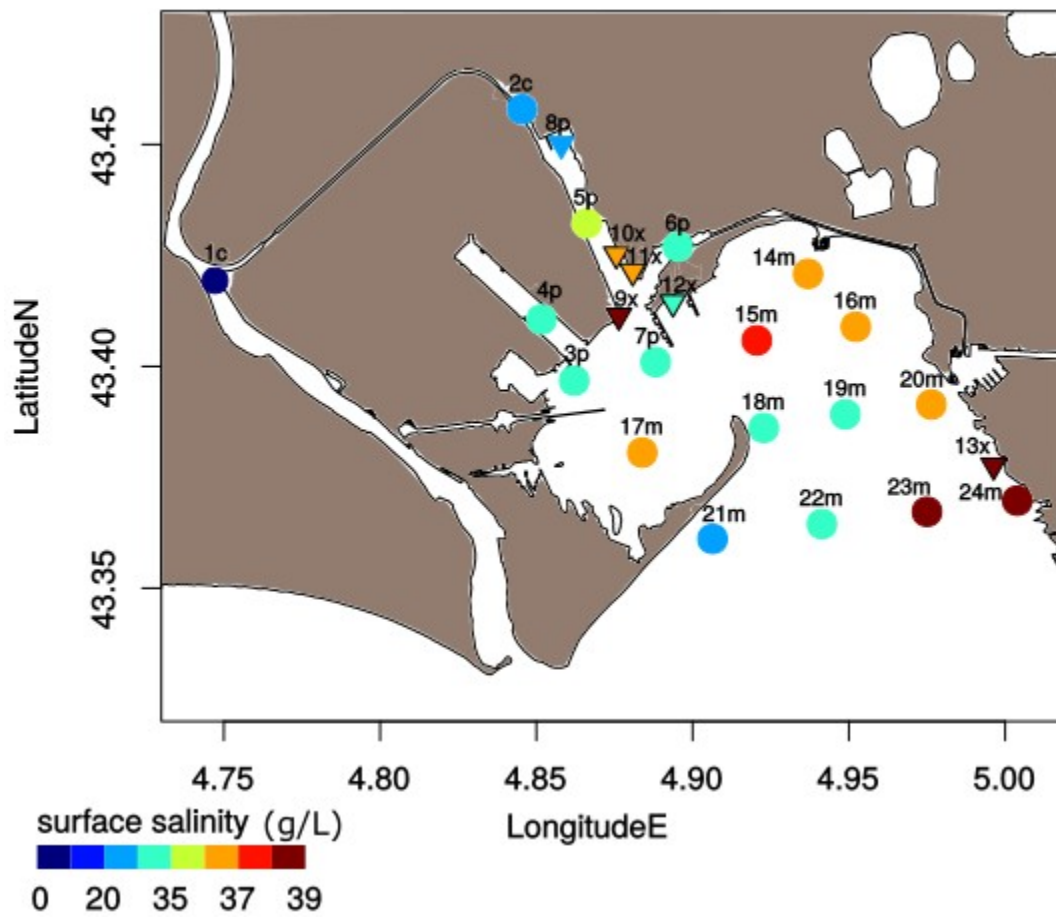 2c
8p
43.45
5p
6p
10x
11x
14m
1c
12x
4p
9x
15m
16m
7p
43.40
3p
LatitudeN
20m
18m
19m
17m
13x
23m
24m
21m
22m
43.35
4.75 4.80 4.85 4.90 4.95 5.00
surface salinity (g/L)
LongitudeE
0 20 35 37 39